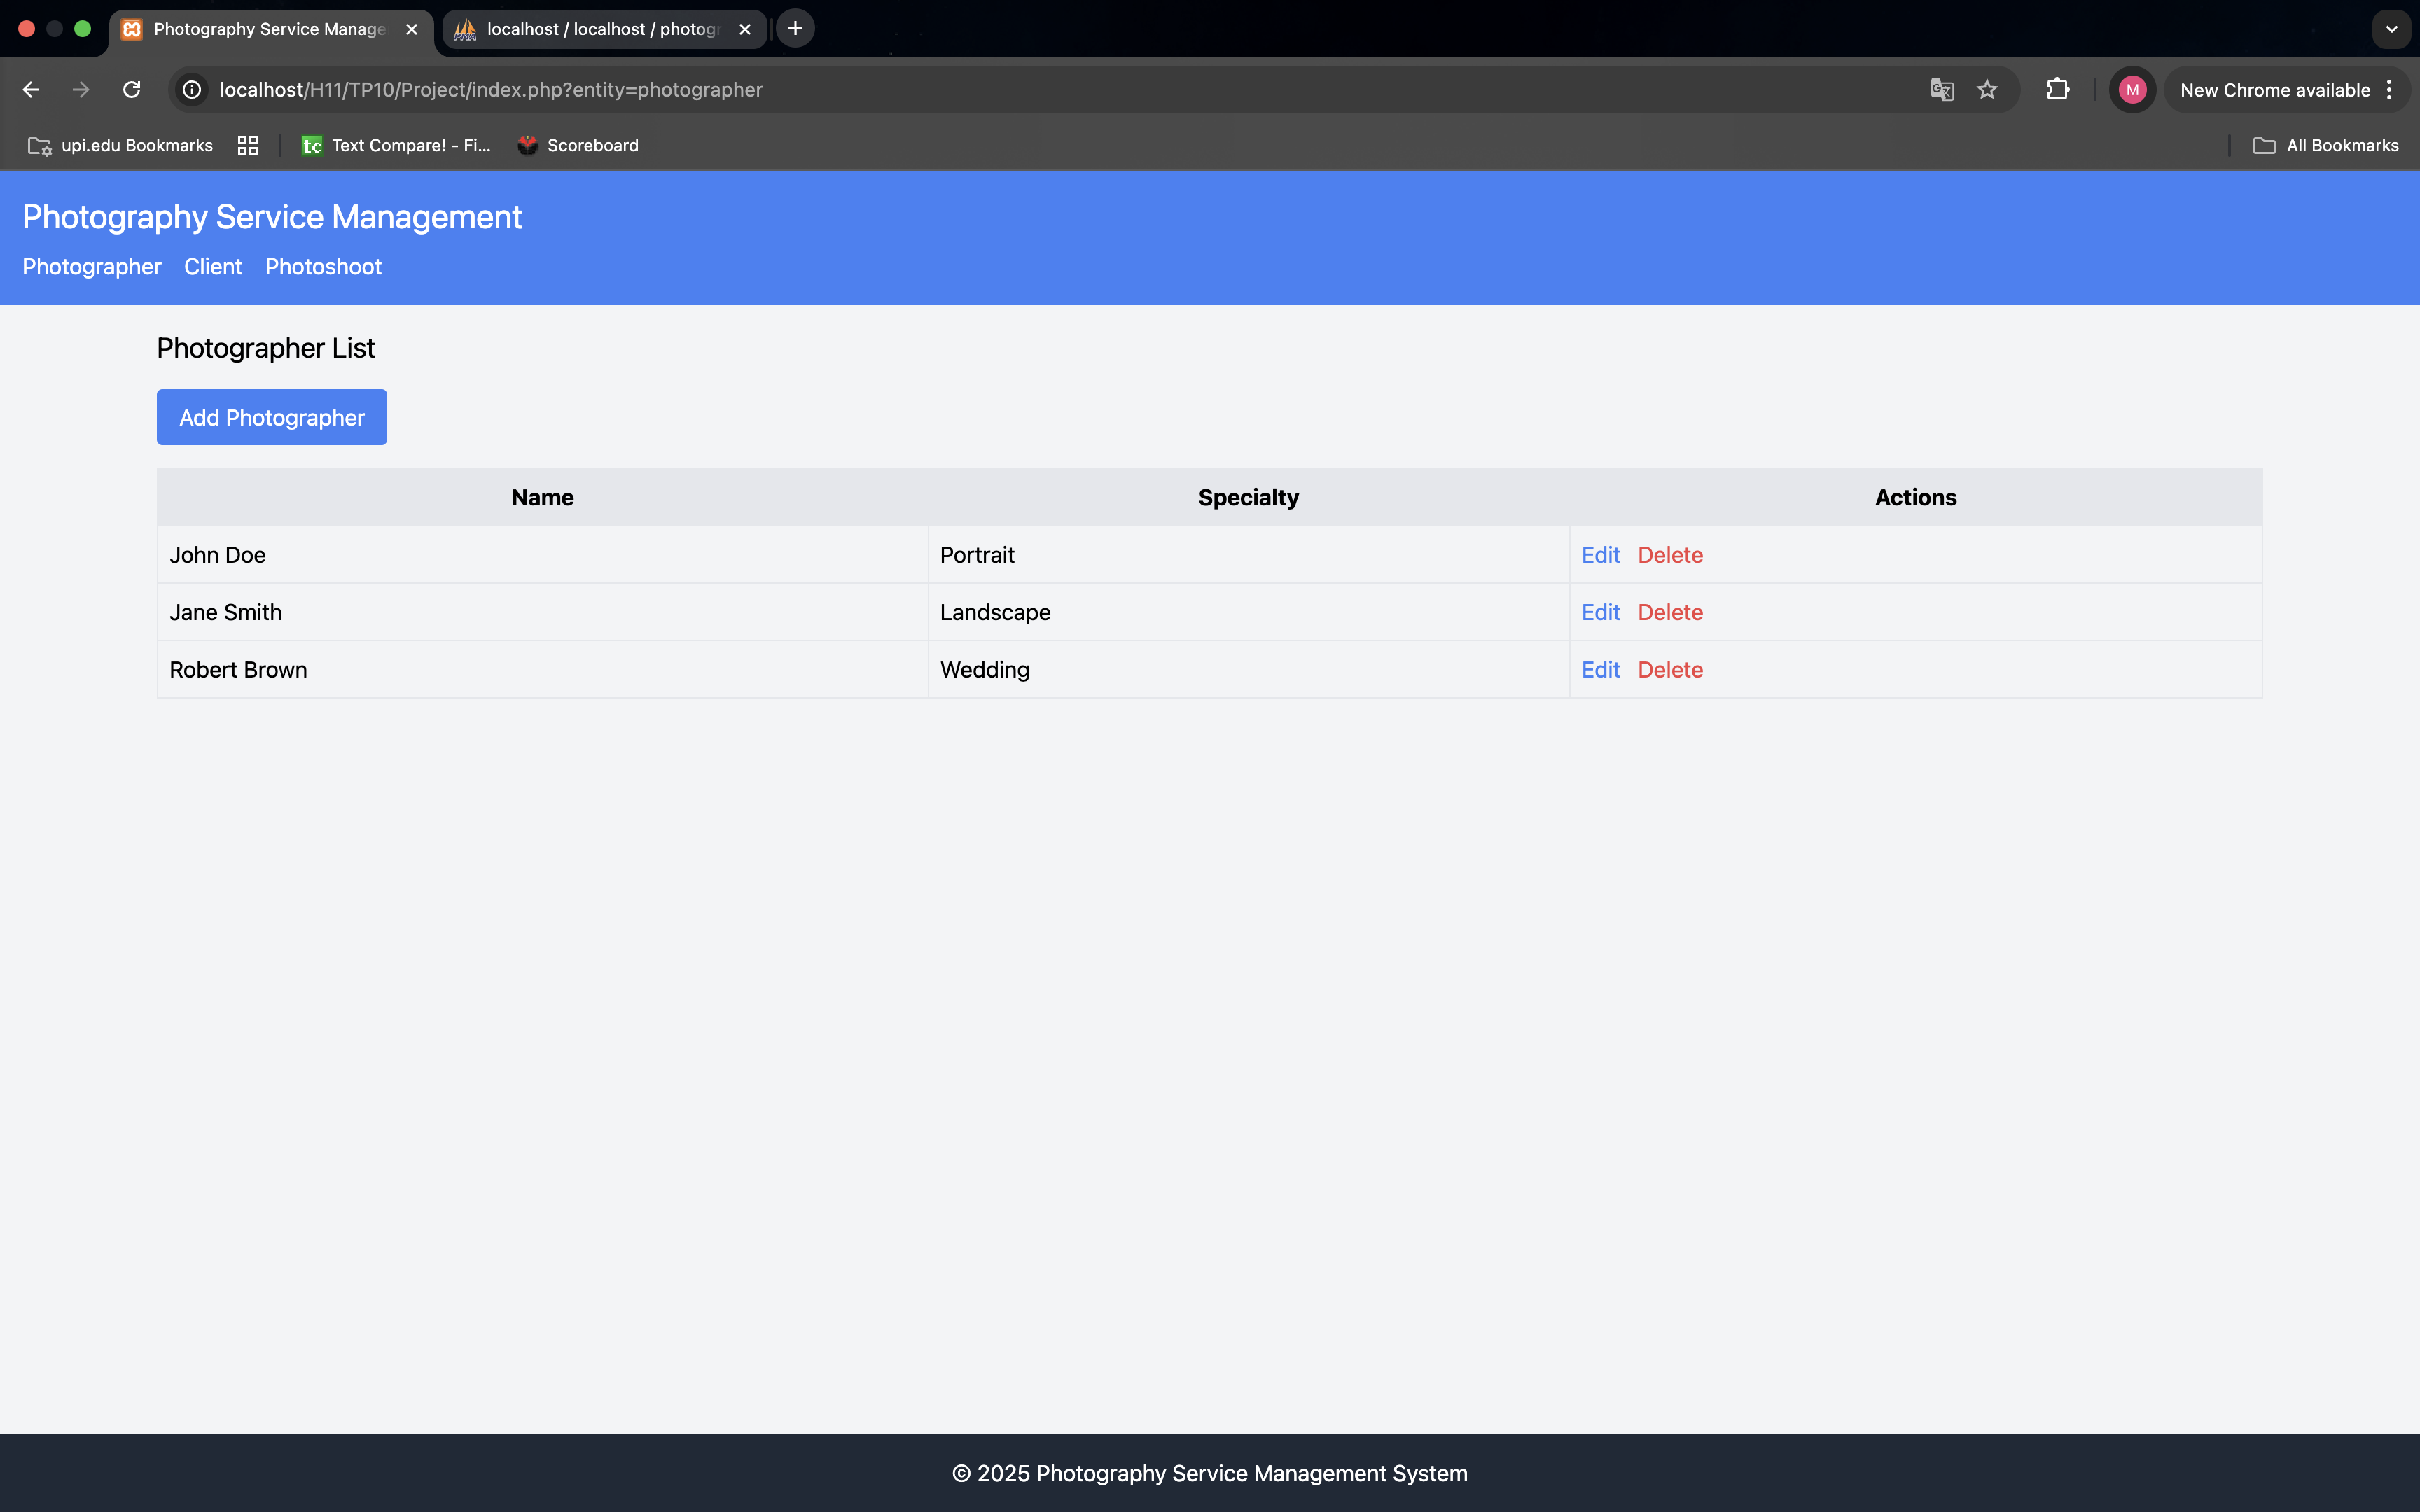 Photography Service Manage
localhost / localhost / photogr
localhost/H11/TP10/Project/index.php?entity=photographer
M
New Chrome available
upi.edu Bookmarks
tc Text Compare! - Fi...
Scoreboard
All Bookmarks
Photography Service Management
Photographer Client Photoshoot
Photographer List
Add Photographer
Name Specialty Actions
John Doe Portrait Edit Delete
Jane Smith Landscape Edit Delete
Robert Brown Wedding Edit Delete
© 2025 Photography Service Management System